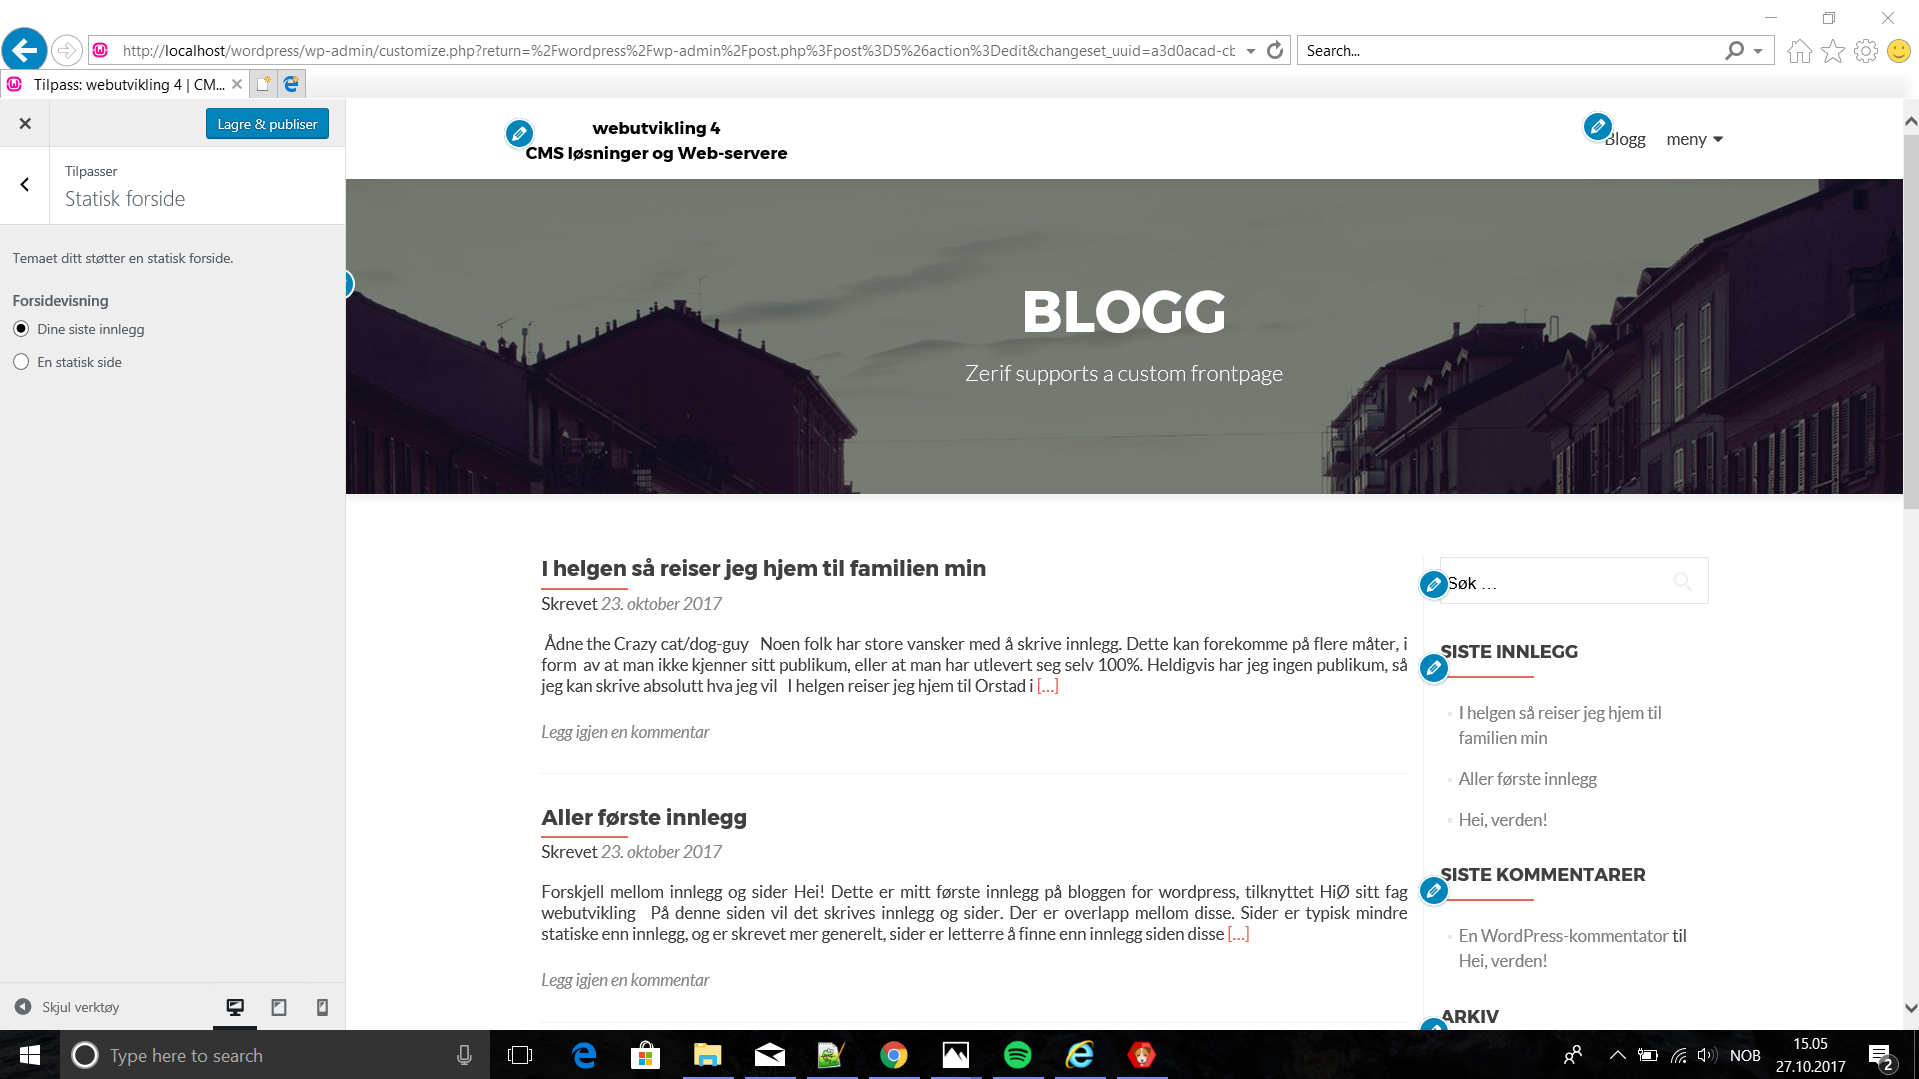 http://localhost/wordpress/wp-admin/customize.php?return=%2Fwordpress%2Fwp-admin%2Fpost.php%3Fpost%3D5%26action%3Dedit&changeset_uuid=a3d0acad-ct
Search...
Tilpass: webutvikling 4 | CM...
Lagre & publiser
Tilpasser
Statisk forside
Temaet ditt støtter en statisk forside.
Forsidevisning
Dine siste innlegg
En statisk side
Skjul verktøy
webutvikling 4
CMS løsninger og Web-servere
Blogg meny
BLOGG
Zerif supports a custom frontpage
I helgen så reiser jeg hjem til familien min
Skrevet 23. oktober 2017
Ådne the Crazy cat/dog-guy Noen folk har store vansker med å skrive innlegg. Dette kan forekomme på flere måter, i
form av at man ikke kjenner sitt publikum, eller at man har utlevert seg selv 100%. Heldigvis har jeg ingen publikum, så
jeg kan skrive absolutt hva jeg vil I helgen reiser jeg hjem til Orstad i [...]
Legg igjen en kommentar
Aller første innlegg
Skrevet 23. oktober 2017
Forskjell mellom innlegg og sider Hei! Dette er mitt første innlegg på bloggen for wordpress, tilknyttet HiØ sitt fag
webutvikling På denne siden vil det skrives innlegg og sider. Der er overlapp mellom disse. Sider er typisk mindre
statiske enn innlegg, og er skrevet mer generelt, sider er letterre å finne enn innlegg siden disse [...]
Legg igjen en kommentar
Søk ...
SISTE INNLEGG
I helgen så reiser jeg hjem til
familien min
Aller første innlegg
Hei, verden!
SISTE KOMMENTARER
En WordPress-kommentator til
Hei, verden!
ARKIV
Type here to search
NOB
15.05
27.10.2017
2